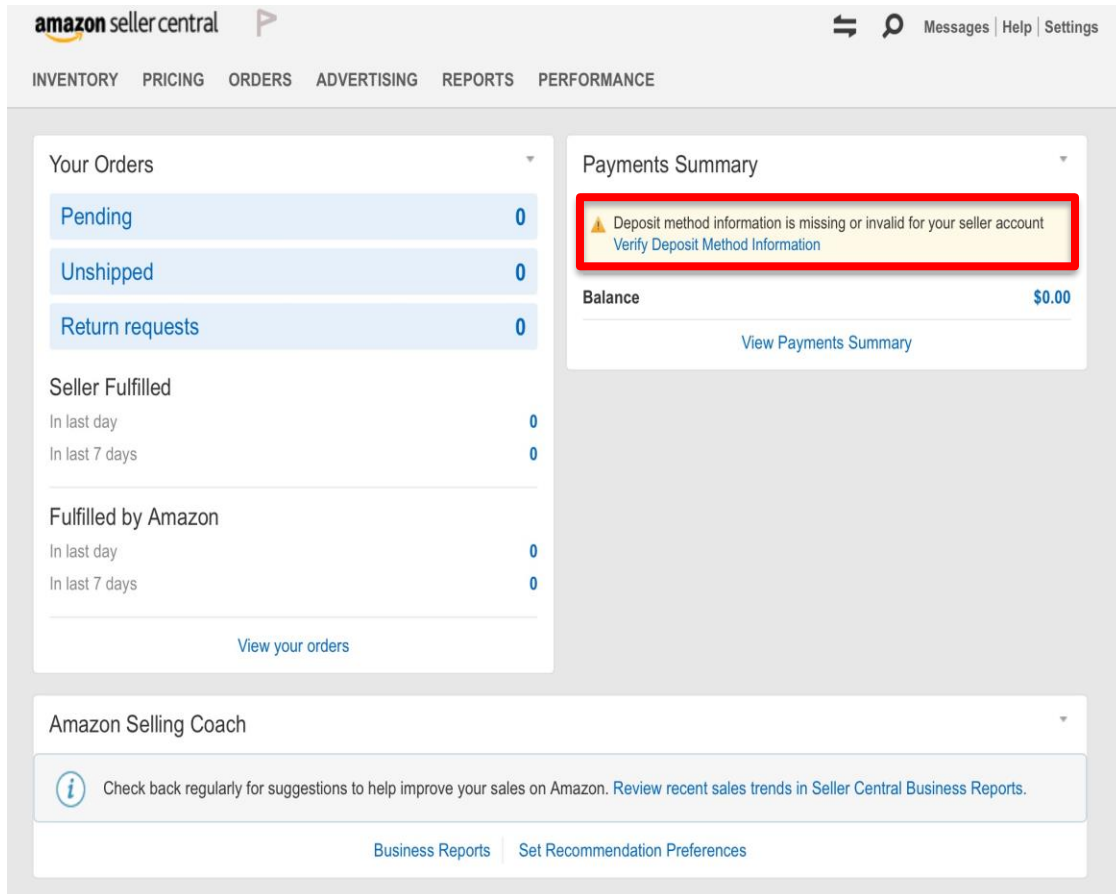 amazon seller central
Messages | Help | Settings
INVENTORY PRICING ORDERS ADVERTISING REPORTS PERFORMANCE
Your Orders
Pending 0
Unshipped 0
Return requests 0
Seller Fulfilled
In last day 0
In last 7 days 0
Fulfilled by Amazon
In last day 0
In last 7 days 0
View your orders
Payments Summary
Deposit method information is missing or invalid for your seller account
Verify Deposit Method Information
Balance $0.00
View Payments Summary
Amazon Selling Coach
Check back regularly for suggestions to help improve your sales on Amazon. Review recent sales trends in Seller Central Business Reports.
Business Reports Set Recommendation Preferences